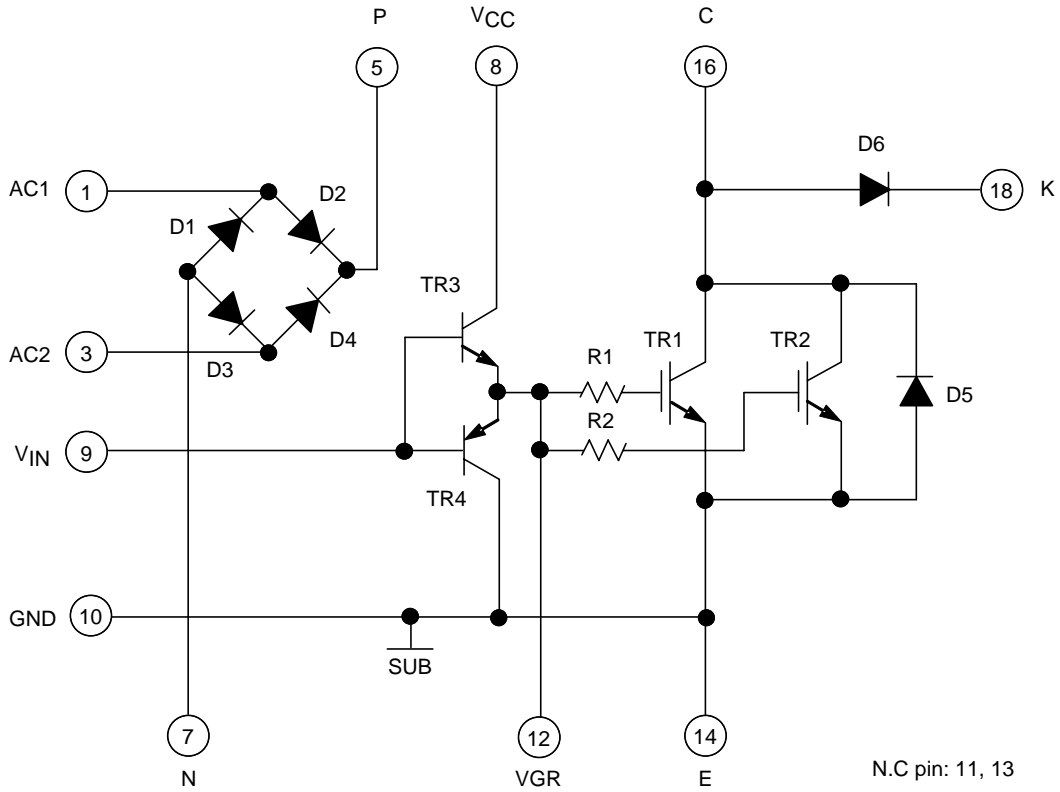 P
VCC
C
5
8
16
D6
AC1
1
D2
18
K
D1
TR3
AC2
3
D4
D3
R1
TR1
TR2
D5
R2
VIN
9
TR4
GND
10
SUB
7
12
14
N
VGR
E
N.C pin: 11, 13